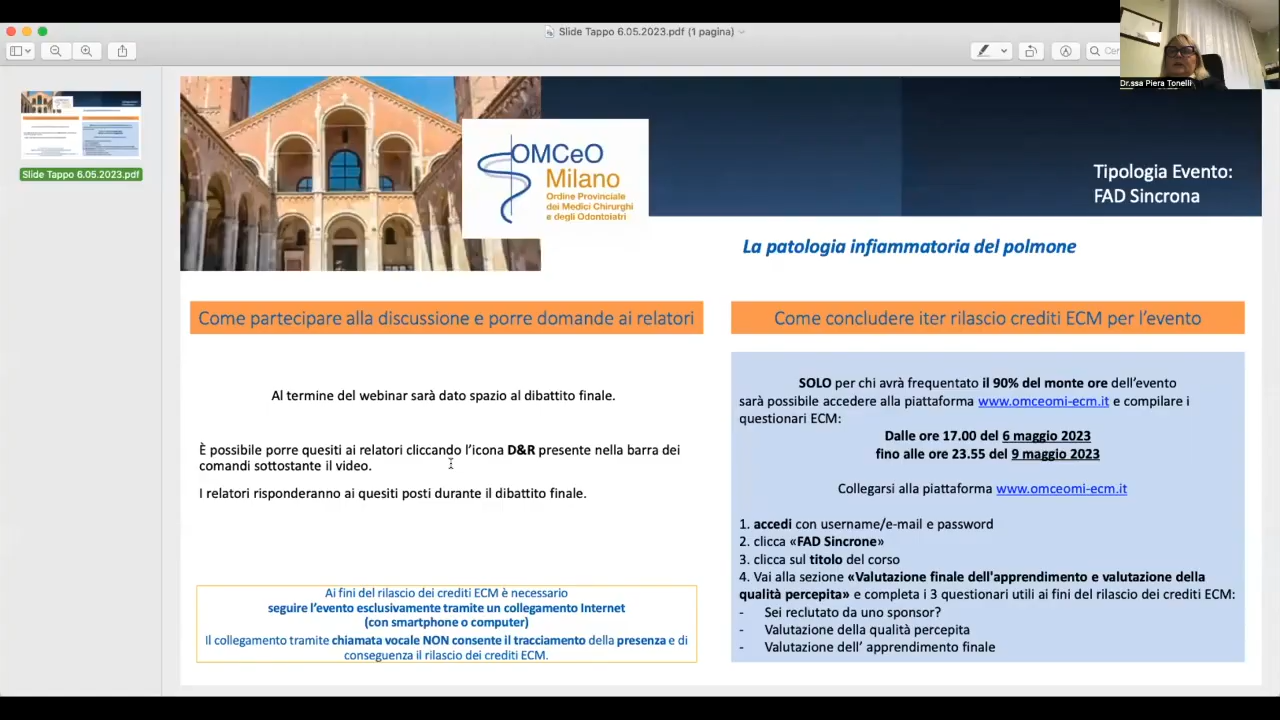 Slide Tappo 6.05.2023.pdf (1 pagina)
Dr.ssa Piera Tonelli
Slide Tappo 6.05.2023.pdf
OMCeO
Milano
Ordine Provinciale
dei Medici Chirurghi
e degli Odontoiatri
Tipologia Evento:
FAD Sincrona
La patologia infiammatoria del polmone
Come partecipare alla discussione e porre domande ai relatori
Al termine del webinar sarà dato spazio al dibattito finale.
È possibile porre quesiti ai relatori cliccando l'icona D&R presente nella barra dei
comandi sottostante il video.
I relatori risponderanno ai quesiti posti durante il dibattito finale.
Ai fini del rilascio dei crediti ECM è necessario
seguire l'evento esclusivamente tramite un collegamento Internet
(con smartphone o computer)
Il collegamento tramite chiamata vocale NON consente il tracciamento della presenza e di
conseguenza il rilascio dei crediti ECM.
Come concludere iter rilascio crediti ECM per l'evento
SOLO per chi avrà frequentato il 90% del monte ore dell'evento
sarà possibile accedere alla piattaforma www.omceomi-ecm.it e compilare i
questionari ECM:
Dalle ore 17.00 del 6 maggio 2023
fino alle ore 23.55 del 9 maggio 2023
Collegarsi alla piattaforma www.omceomi-ecm.it
1. accedi con username/e-mail e password
2. clicca «FAD Sincrone»
3. clicca sul titolo del corso
4. Vai alla sezione «Valutazione finale dell'apprendimento e valutazione della
qualità percepita» e completa i 3 questionari utili ai fini del rilascio dei crediti ECM:
- Sei reclutato da uno sponsor?
- Valutazione della qualità percepita
- Valutazione dell' apprendimento finale